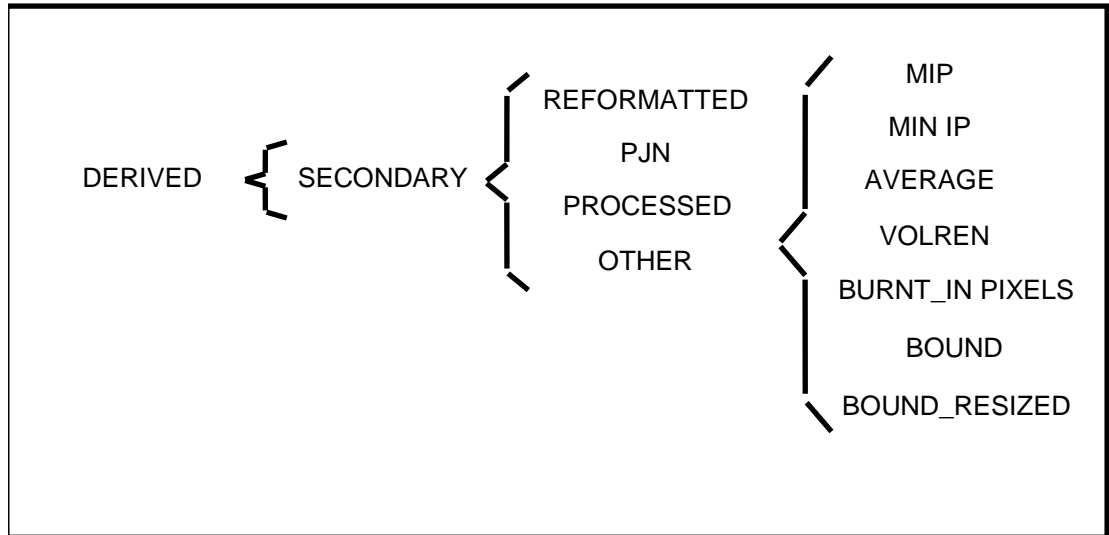 DERIVED
SECONDARY
REFORMATTED
PJN
PROCESSED
OTHER
MIP
MIN IP
AVERAGE
VOLREN
BURNT_IN PIXELS
BOUND
BOUND_RESIZED